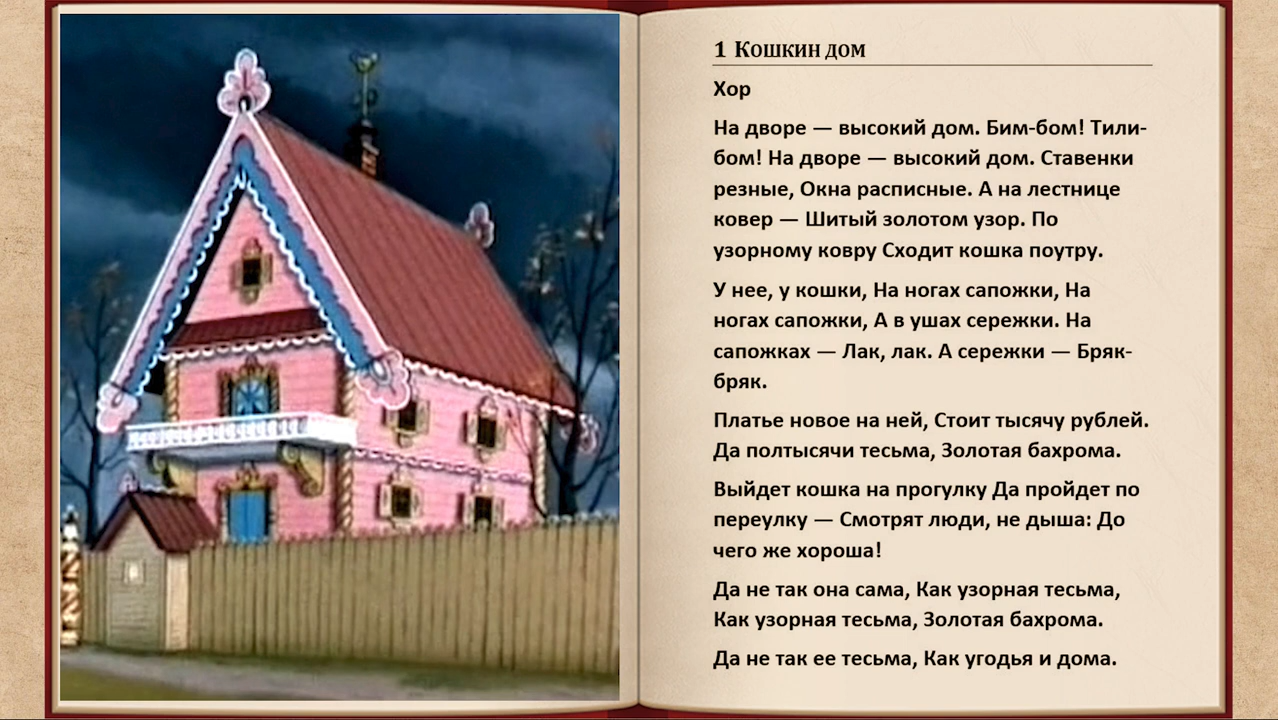 1 Кошкин дом
Хор
На дворе — высокий дом. Бим-бом! Тили-
бом! На дворе — высокий дом. Ставенки
резные, Окна расписные. А на лестнице
ковер — Шитый золотом узор. По
узорному ковру Сходит кошка поутру.
У нее, у кошки, На ногах сапожки, На
ногах сапожки, А в ушах сережки. На
сапожках — Лак, лак. А сережки — Бряк-
бряк.
Платье новое на ней, Стоит тысячу рублей.
Да полтысячи тесьма, Золотая бахрома.
Выйдет кошка на прогулку Да пройдет по
переулку — Смотрят люди, не дыша: До
чего же хороша!
Да не так она сама, Как узорная тесьма,
Как узорная тесьма, Золотая бахрома.
Да не так ее тесьма, Как угодья и дома.